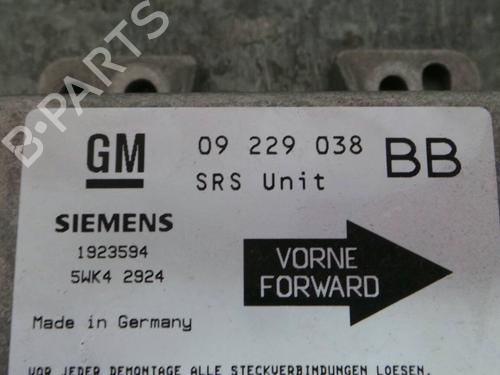 B·PARTS
GM
09 229 038 BB
SRS Unit
SIEMENS
1923594
5WK4 2924
VORNE
FORWARD
Made in Germany
VOR JEDER DEMONTAGE ALLE STECKVERBINDUNGEN LOESEN.